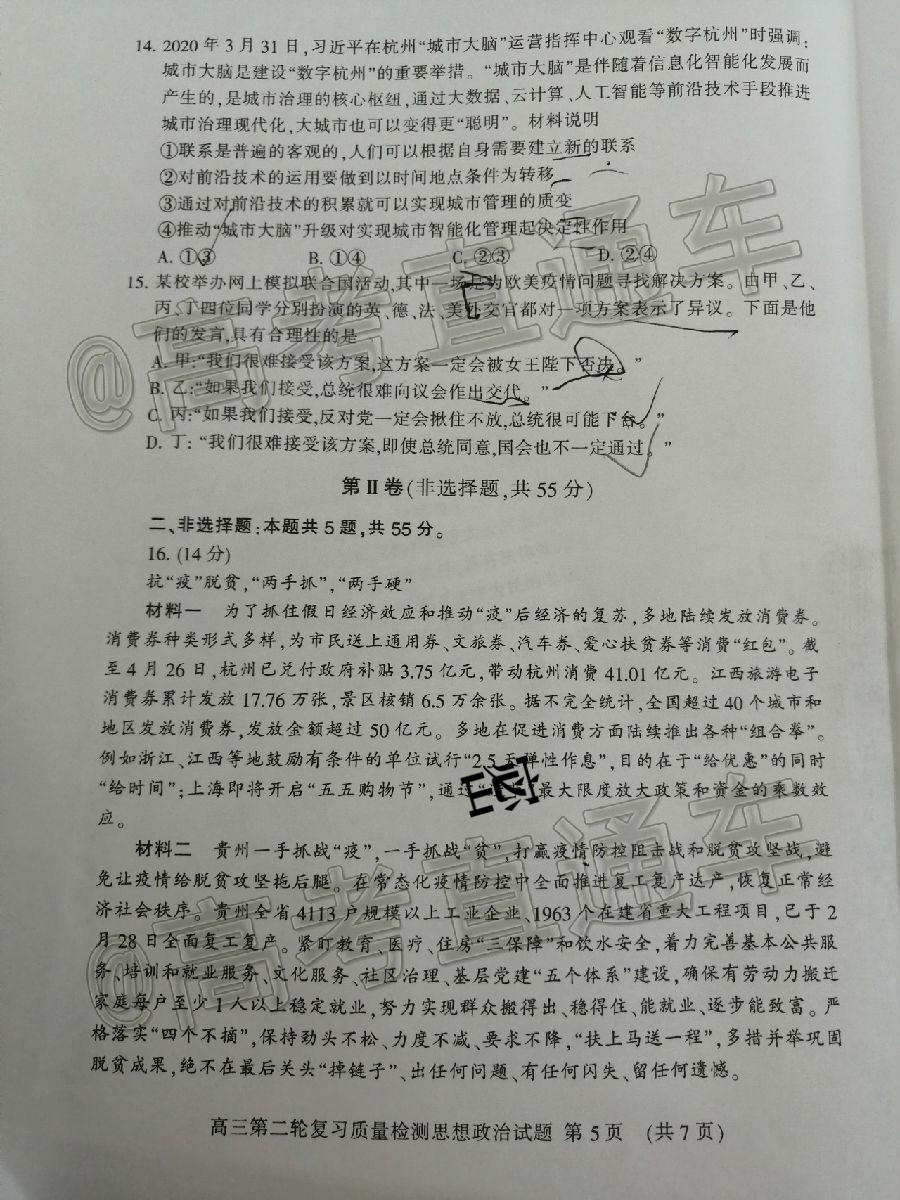 14. 2020年3月31日,习近平在杭州“城市大脑”运营指挥中心观看“数字杭州”时强调:
城市大脑是建设“数字杭州”的重要举措。“城市大脑”是伴随着信息化智能化发展而
产生的,是城市治理的核心枢纽,通过大数据、云计算、人工智能等前沿技术手段推进
城市治理现代化,大城市也可以变得更“聪明”。材料说明
①联系是普遍的客观的,人们可以根据自身需要建立新的联系
②对前沿技术的运用要做到以时间地点条件为转移
③通过对前沿技术的积累就可以实现城市管理的质变
④推动“城市大脑”升级对实现城市智能化管理起决定性作用
A. ①③ B. ①④ C. ②③ D. ②④
15. 某校举办网上模拟联合国活动,其中一场是为欧美疫情问题寻找解决方案。由甲、乙、
丙、丁四位同学分别扮演的英、德、法、美外交官都对一项方案表示了异议。下面是他
们的发言,具有合理性的是
A. 甲:“我们很难接受该方案,这方案一定会被女王陛下否决。”
B. 乙:“如果我们接受,总统很难向议会作出交代。”
C. 丙:“如果我们接受,反对党一定会揪住不放,总统很可能下台。”
D. 丁:“我们很难接受该方案,即使总统同意,国会也不一定通过。”
第Ⅱ卷(非选择题,共55分)
二、非选择题:本题共5题,共55分。
16. (14分)
抗“疫”脱贫,“两手抓”,“两手硬”
材料一 为了抓住假日经济效应和推动“疫”后经济的复苏,多地陆续发放消费券。
消费券种类形式多样,为市民送上通用券、文旅券、汽车券、爱心扶贫券等消费“红包”。截
至4月26日,杭州已兑付政府补贴3.75亿元,带动杭州消费41.01亿元。江西旅游电子
消费券累计发放17.76万张,景区核销6.5万余张。据不完全统计,全国超过40个城市和
地区发放消费券,发放金额超过50亿元。多地在促进消费方面陆续推出各种“组合拳”。
例如浙江、江西等地鼓励有条件的单位试行“2.5天弹性作息”,目的在于“给优惠”的同时
“给时间”;上海即将开启“五五购物节”,通过“ 最大限度放大政策和资金的乘数效
应。
材料二 贵州一手抓战“疫”,一手抓战“贫”,打赢疫情防控阻击战和脱贫攻坚战,避
免让疫情给脱贫攻坚拖后腿。在常态化疫情防控中全面推进复工复产达产,恢复正常经
济社会秩序。贵州全省4113户规模以上工业企业、1963个在建省重大工程项目,已于2
月28日全面复工复产。紧盯教育、医疗、住房“三保障”和饮水安全,着力完善基本公共服
务、培训和就业服务、文化服务、社区治理、基层党建“五个体系”建设,确保有劳动力搬迁
家庭每户至少1人以上稳定就业,努力实现群众搬得出、稳得住、能就业、逐步能致富。严
格落实“四个不摘”,保持劲头不松、力度不减、要求不降,“扶上马送一程”,多措并举巩固
脱贫成果,绝不在最后关头“掉链子”、出任何问题、有任何闪失、留任何遗憾。
高三第二轮复习质量检测思想政治试题 第5页 (共7页)
@高考直通车
@高考直通车